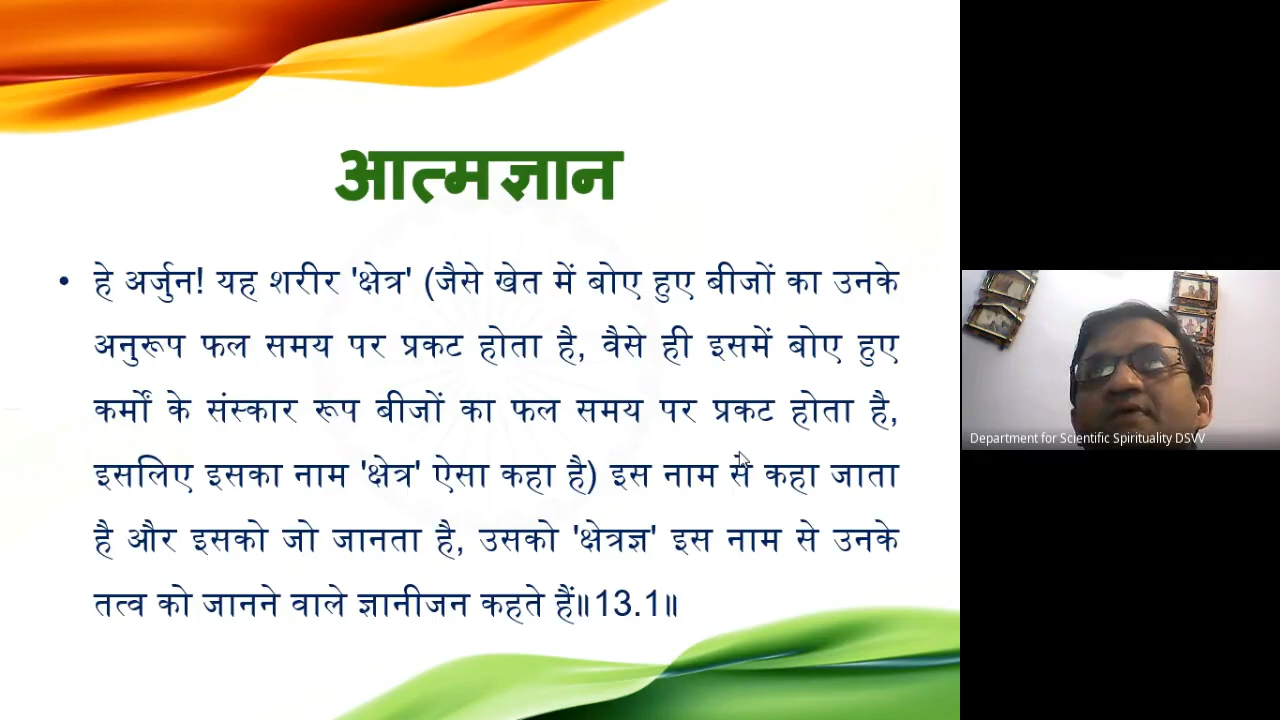 आत्मज्ञान
• हे अर्जुन! यह शरीर 'क्षेत्र' (जैसे खेत में बोए हुए बीजों का उनके
अनुरूप फल समय पर प्रकट होता है, वैसे ही इसमें बोए हुए
कर्मों के संस्कार रूप बीजों का फल समय पर प्रकट होता है,
इसलिए इसका नाम 'क्षेत्र' ऐसा कहा है) इस नाम से कहा जाता
है और इसको जो जानता है, उसको 'क्षेत्रज्ञ' इस नाम से उनके
तत्व को जानने वाले ज्ञानीजन कहते हैं॥13.1॥
Department for Scientific Spirituality DSVV